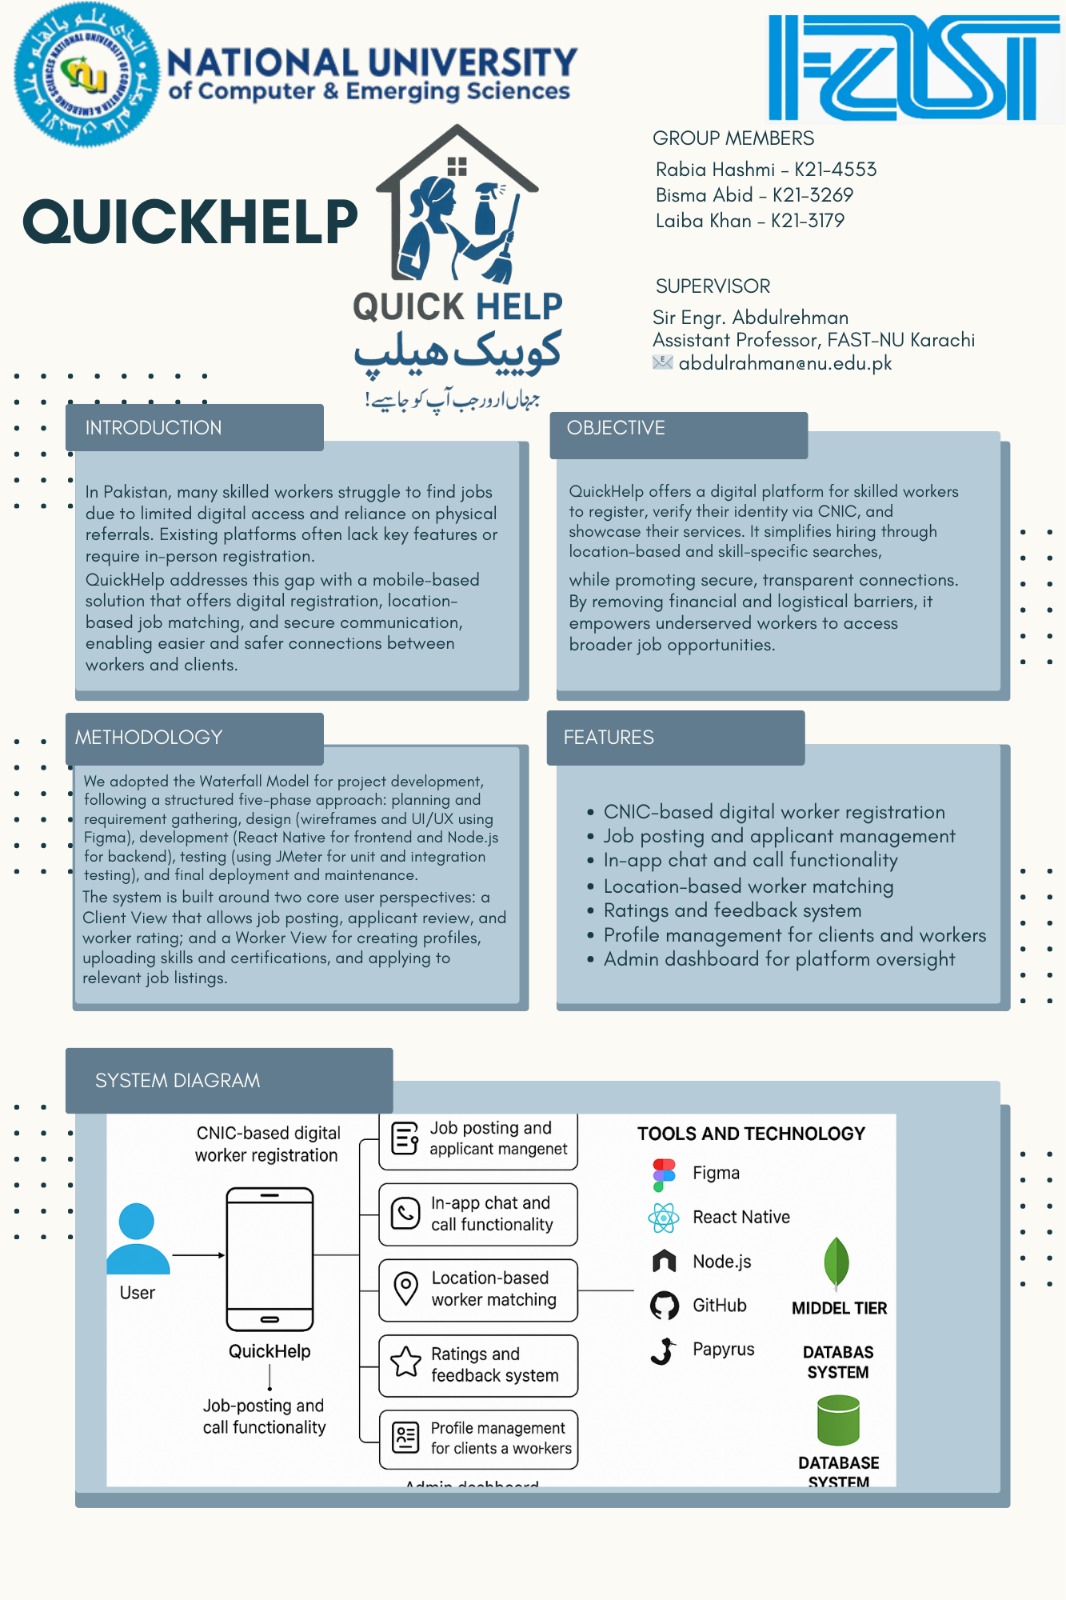 NATIONAL UNIVERSITY
of Computer & Emerging Sciences
FAST
QUICKHELP
QUICK HELP
کوییک هیلپ
GROUP MEMBERS
Rabia Hashmi - K21-4553
Bisma Abid - K21-3269
Laiba Khan - K21-3179
SUPERVISOR
Sir Engr. Abdulrehman
Assistant Professor, FAST-NU Karachi
abdulrahman@nu.edu.pk
INTRODUCTION
In Pakistan, many skilled workers struggle to find jobs
due to limited digital access and reliance on physical
referrals. Existing platforms often lack key features or
require in-person registration.
QuickHelp addresses this gap with a mobile-based
solution that offers digital registration, location-
based job matching, and secure communication,
enabling easier and safer connections between
workers and clients.
OBJECTIVE
QuickHelp offers a digital platform for skilled workers
to register, verify their identity via CNIC, and
showcase their services. It simplifies hiring through
location-based and skill-specific searches,
while promoting secure, transparent connections.
By removing financial and logistical barriers, it
empowers underserved workers to access
broader job opportunities.
METHODOLOGY
We adopted the Waterfall Model for project development,
following a structured five-phase approach: planning and
requirement gathering, design (wireframes and UI/UX using
Figma), development (React Native for frontend and Node.js
for backend), testing (using JMeter for unit and integration
testing), and final deployment and maintenance.
The system is built around two core user perspectives: a
Client View that allows job posting, applicant review, and
worker rating; and a Worker View for creating profiles,
uploading skills and certifications, and applying to
relevant job listings.
FEATURES
• CNIC-based digital worker registration
• Job posting and applicant management
• In-app chat and call functionality
• Location-based worker matching
• Ratings and feedback system
• Profile management for clients and workers
• Admin dashboard for platform oversight
SYSTEM DIAGRAM
CNIC-based digital
worker registration
User
QuickHelp
Job-posting and
call functionality
Job posting and
applicant mangenet
In-app chat and
call functionality
Location-based
worker matching
Ratings and
feedback system
Profile management
for clients a wvorkers
Admin dashboard
TOOLS AND TECHNOLOGY
Figma
React Native
Node.js
GitHub
Papyrus
MIDDEL TIER
DATABAS
SYSTEM
DATABASE
SYSTEM